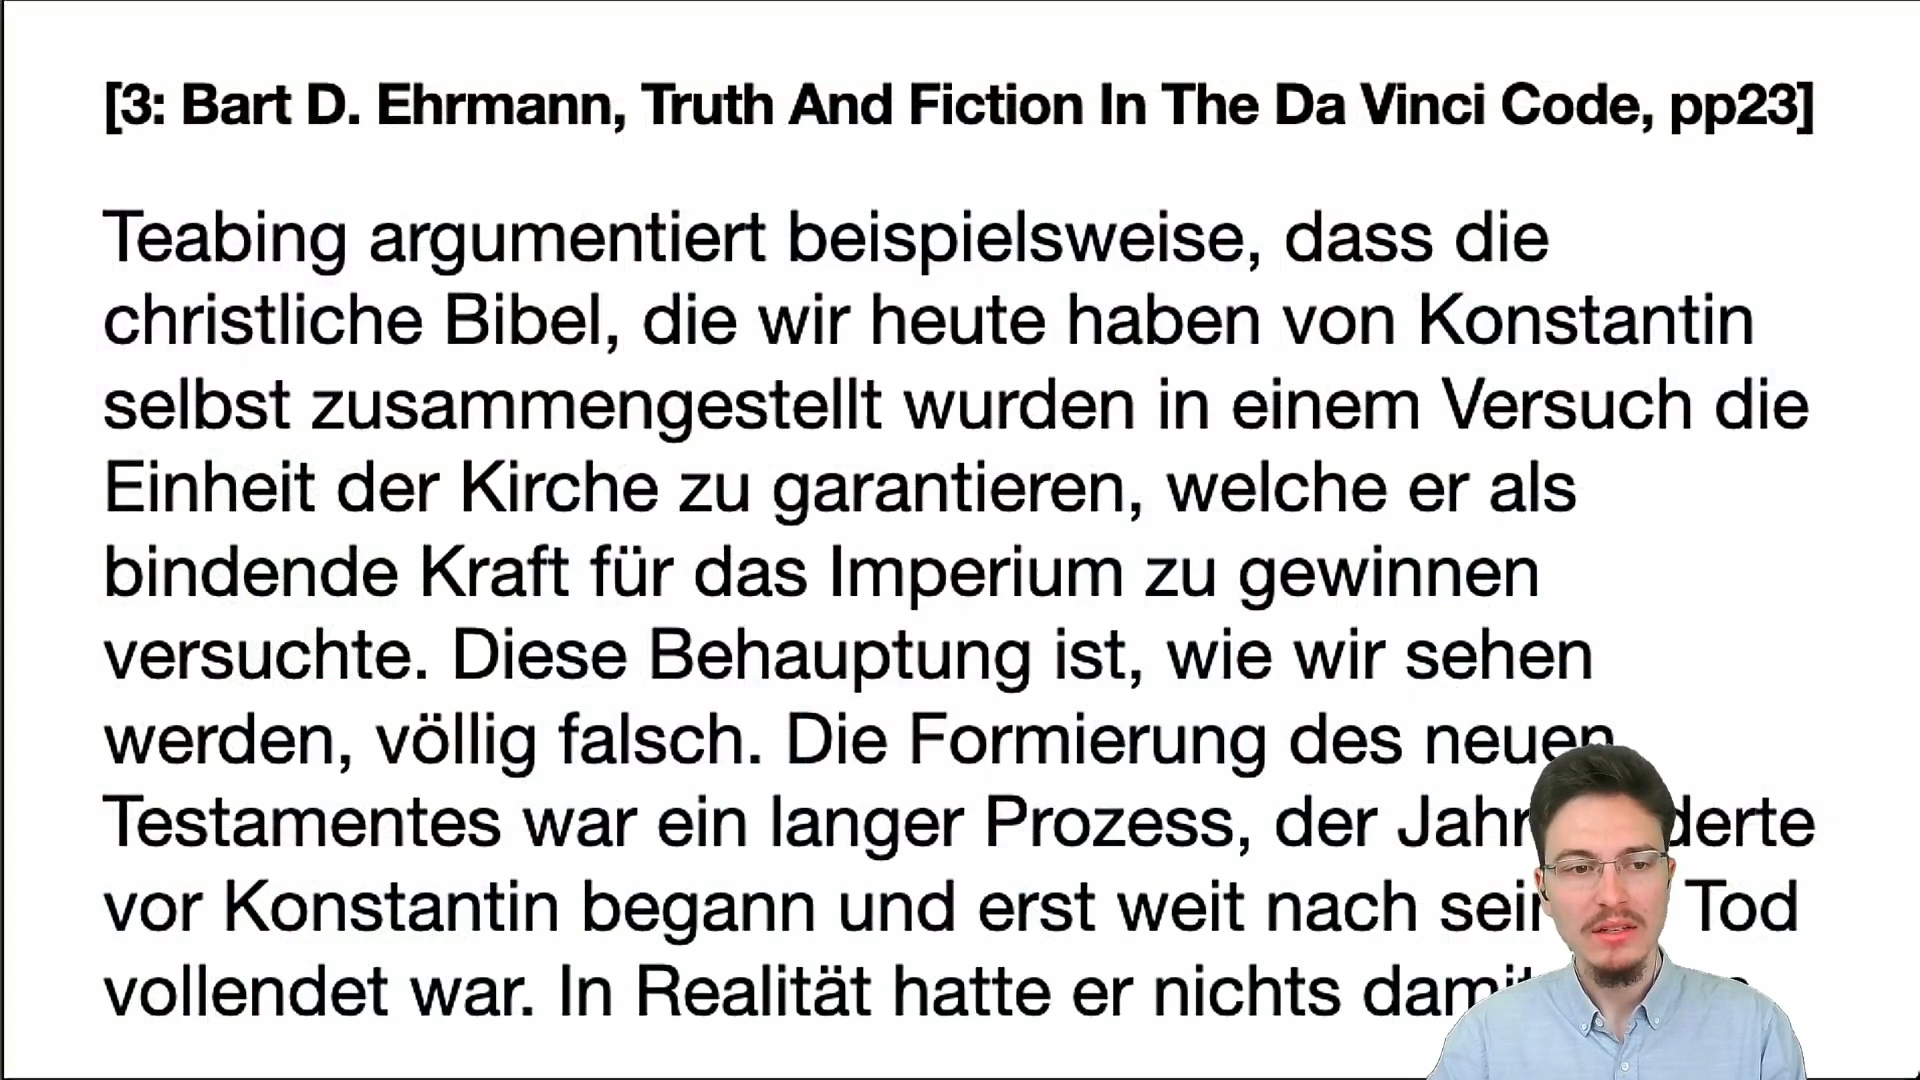 [3: Bart D. Ehrmann, Truth And Fiction In The Da Vinci Code, pp23]
Teabing argumentiert beispielsweise, dass die
christliche Bibel, die wir heute haben von Konstantin
selbst zusammengestellt wurden in einem Versuch die
Einheit der Kirche zu garantieren, welche er als
bindende Kraft für das Imperium zu gewinnen
versuchte. Diese Behauptung ist, wie wir sehen
werden, völlig falsch. Die Formierung des neuen
Testamentes war ein langer Prozess, der
vor Konstantin begann und erst weit nach Tod
vollendet war. In Realität hatte er nichts